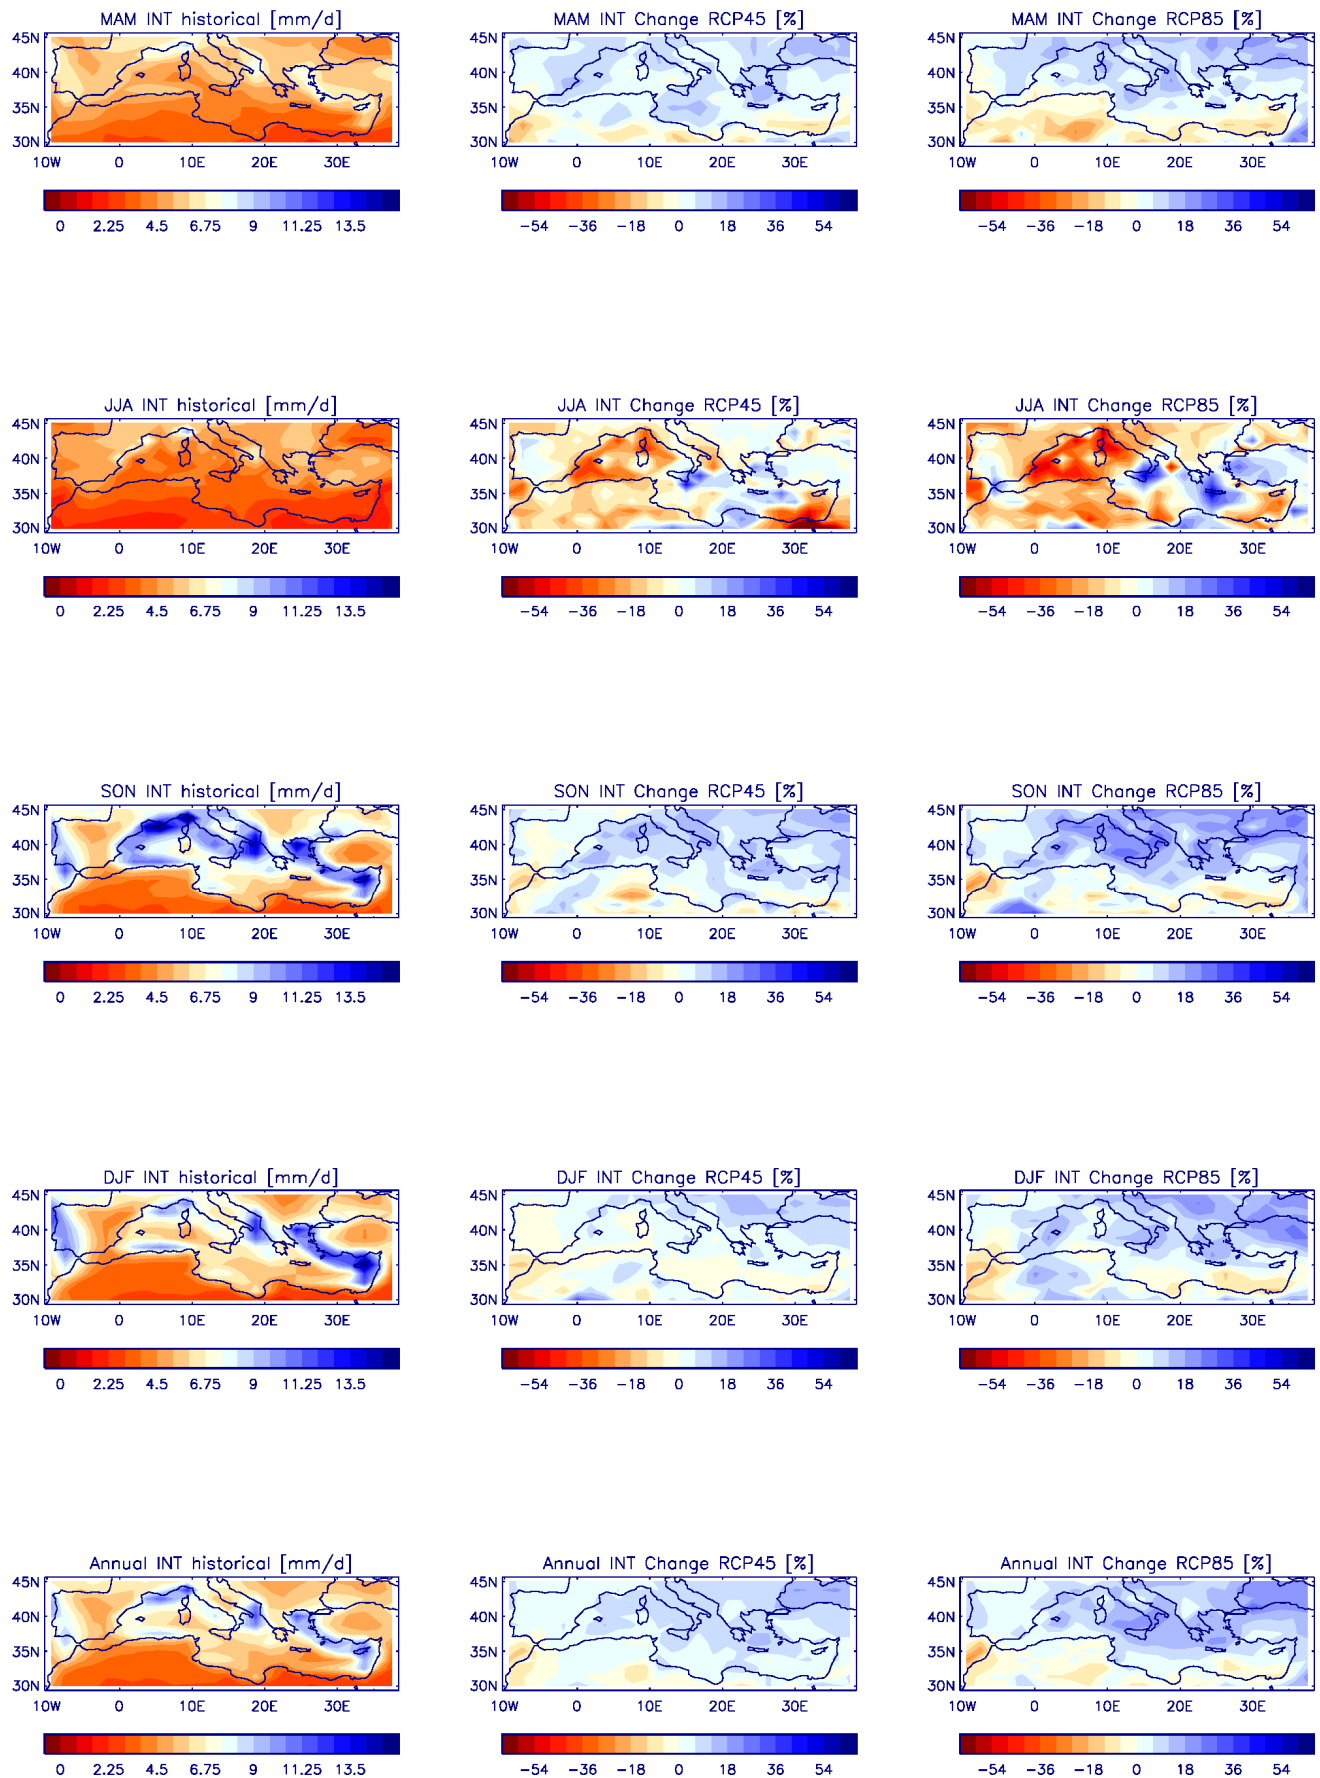 MAM INT historical [mm/d] MAM INT Change RCP45 [%] MAM INT Change RCP85 [%]
45N 45N 45N
40N 40N 40N
35N 35N 35N
30N 30N 30N
10W 0 10E 20E 30E 10W 0 10E 20E 30E 10W 0 10E 20E 30E
0 2.25 4.5 6.75 9 11.25 13.5 −54 −36 −18 0 18 36 54 −54 −36 −18 0 18 36 54
JJA INT historical [mm/d] JJA INT Change RCP45 [%] JJA INT Change RCP85 [%]
45N 45N 45N
40N 40N 40N
35N 35N 35N
30N 30N 30N
10W 0 10E 20E 30E 10W 0 10E 20E 30E 10W 0 10E 20E 30E
0 2.25 4.5 6.75 9 11.25 13.5 −54 −36 −18 0 18 36 54 −54 −36 −18 0 18 36 54
SON INT historical [mm/d] SON INT Change RCP45 [%] SON INT Change RCP85 [%]
45N 45N 45N
40N 40N 40N
35N 35N 35N
30N 30N 30N
10W 0 10E 20E 30E 10W 0 10E 20E 30E 10W 0 10E 20E 30E
0 2.25 4.5 6.75 9 11.25 13.5 −54 −36 −18 0 18 36 54 −54 −36 −18 0 18 36 54
DJF INT historical [mm/d] DJF INT Change RCP45 [%] DJF INT Change RCP85 [%]
45N 45N 45N
40N 40N 40N
35N 35N 35N
30N 30N 30N
10W 0 10E 20E 30E 10W 0 10E 20E 30E 10W 0 10E 20E 30E
0 2.25 4.5 6.75 9 11.25 13.5 −54 −36 −18 0 18 36 54 −54 −36 −18 0 18 36 54
Annual INT historical [mm/d] Annual INT Change RCP45 [%] Annual INT Change RCP85 [%]
45N 45N 45N
40N 40N 40N
35N 35N 35N
30N 30N 30N
10W 0 10E 20E 30E 10W 0 10E 20E 30E 10W 0 10E 20E 30E
0 2.25 4.5 6.75 9 11.25 13.5 −54 −36 −18 0 18 36 54 −54 −36 −18 0 18 36 54